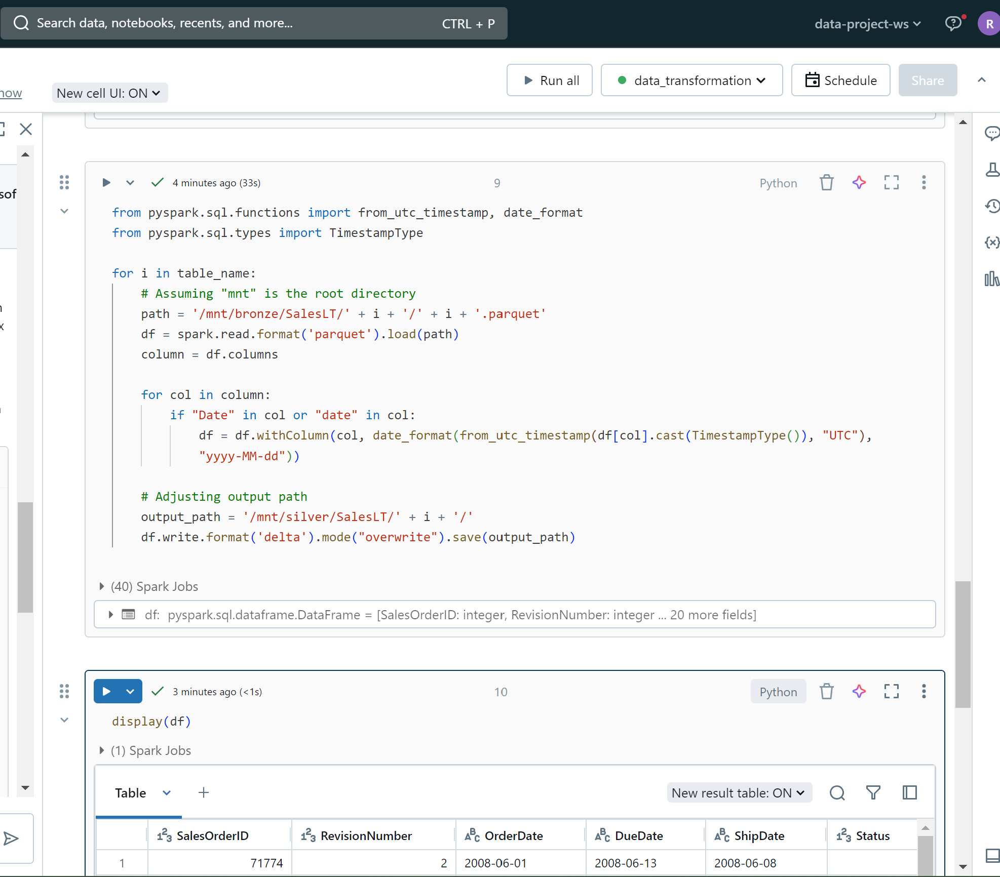 Search data, notebooks, recents, and more... CTRL + P
data-project-ws
R
now
New cell UI: ON
Run all
data_transformation
Schedule
Share
sof
4 minutes ago (33s)
9
Python
from pyspark.sql.functions import from_utc_timestamp, date_format
from pyspark.sql.types import TimestampType
for i in table_name:
# Assuming "mnt" is the root directory
path = '/mnt/bronze/SalesLT/' + i + '/' + i + '.parquet'
df = spark.read.format('parquet').load(path)
column = df.columns
for col in column:
if "Date" in col or "date" in col:
df = df.withColumn(col, date_format(from_utc_timestamp(df[col].cast(TimestampType()), "UTC"),
"yyyy-MM-dd"))
# Adjusting output path
output_path = '/mnt/silver/SalesLT/' + i + '/'
df.write.format('delta').mode("overwrite").save(output_path)
(40) Spark Jobs
df: pyspark.sql.dataframe.DataFrame = [SalesOrderID: integer, RevisionNumber: integer ... 20 more fields]
3 minutes ago (<1s)
10
Python
display(df)
(1) Spark Jobs
Table
New result table: ON
SalesOrderID RevisionNumber OrderDate DueDate ShipDate Status
1 71774 2 2008-06-01 2008-06-13 2008-06-08